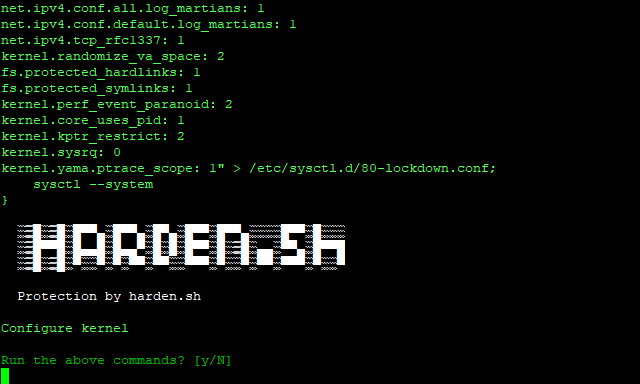 net.ipv4.conf.all.log_martians: 1
net.ipv4.conf.default.log_martians: 1
net.ipv4.tcp_rfc1337: 1
kernel.randomize_va_space: 2
fs.protected_hardlinks: 1
fs.protected_symlinks: 1
kernel.perf_event_paranoid: 2
kernel.core_uses_pid: 1
kernel.kptr_restrict: 2
kernel.sysrq: 0
kernel.yama.ptrace_scope: 1" > /etc/sysctl.d/80-lockdown.conf;
sysctl --system
}
HARDEN.sh
Protection by harden.sh
Configure kernel
Run the above commands? [y/N]